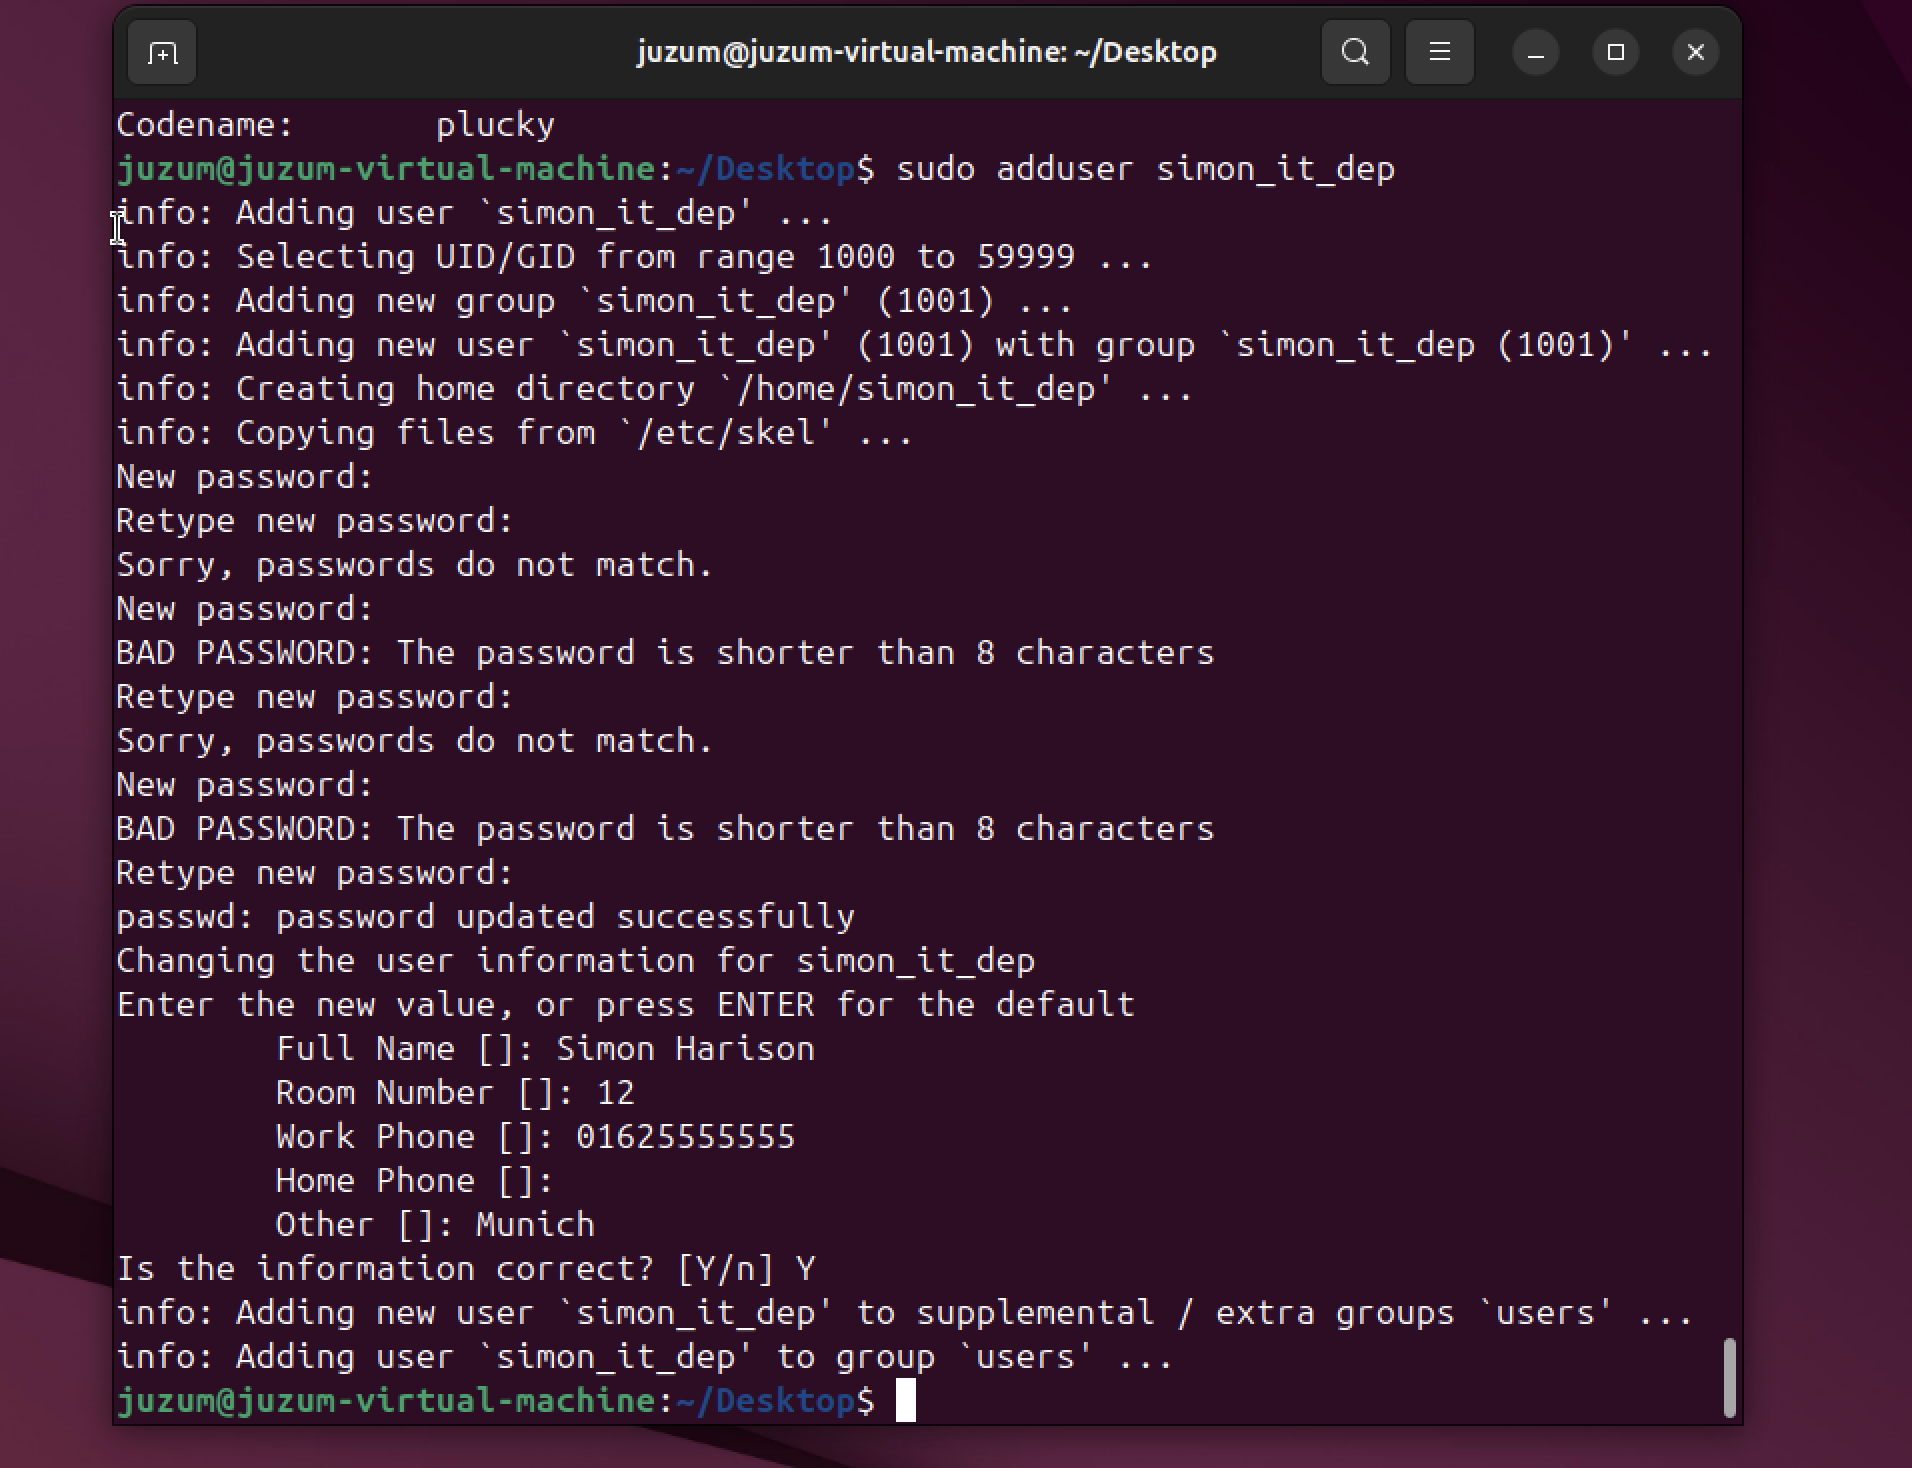 juzum@juzum-virtual-machine: ~/Desktop
Codename:       plucky
juzum@juzum-virtual-machine:~/Desktop$ sudo adduser simon_it_dep
info: Adding user `simon_it_dep' ...
info: Selecting UID/GID from range 1000 to 59999 ...
info: Adding new group `simon_it_dep' (1001) ...
info: Adding new user `simon_it_dep' (1001) with group `simon_it_dep (1001)' ...
info: Creating home directory `/home/simon_it_dep' ...
info: Copying files from `/etc/skel' ...
New password:
Retype new password:
Sorry, passwords do not match.
New password:
BAD PASSWORD: The password is shorter than 8 characters
Retype new password:
Sorry, passwords do not match.
New password:
BAD PASSWORD: The password is shorter than 8 characters
Retype new password:
passwd: password updated successfully
Changing the user information for simon_it_dep
Enter the new value, or press ENTER for the default
        Full Name []: Simon Harison
        Room Number []: 12
        Work Phone []: 01625555555
        Home Phone []:
        Other []: Munich
Is the information correct? [Y/n] Y
info: Adding new user `simon_it_dep' to supplemental / extra groups `users' ...
info: Adding user `simon_it_dep' to group `users' ...
juzum@juzum-virtual-machine:~/Desktop$